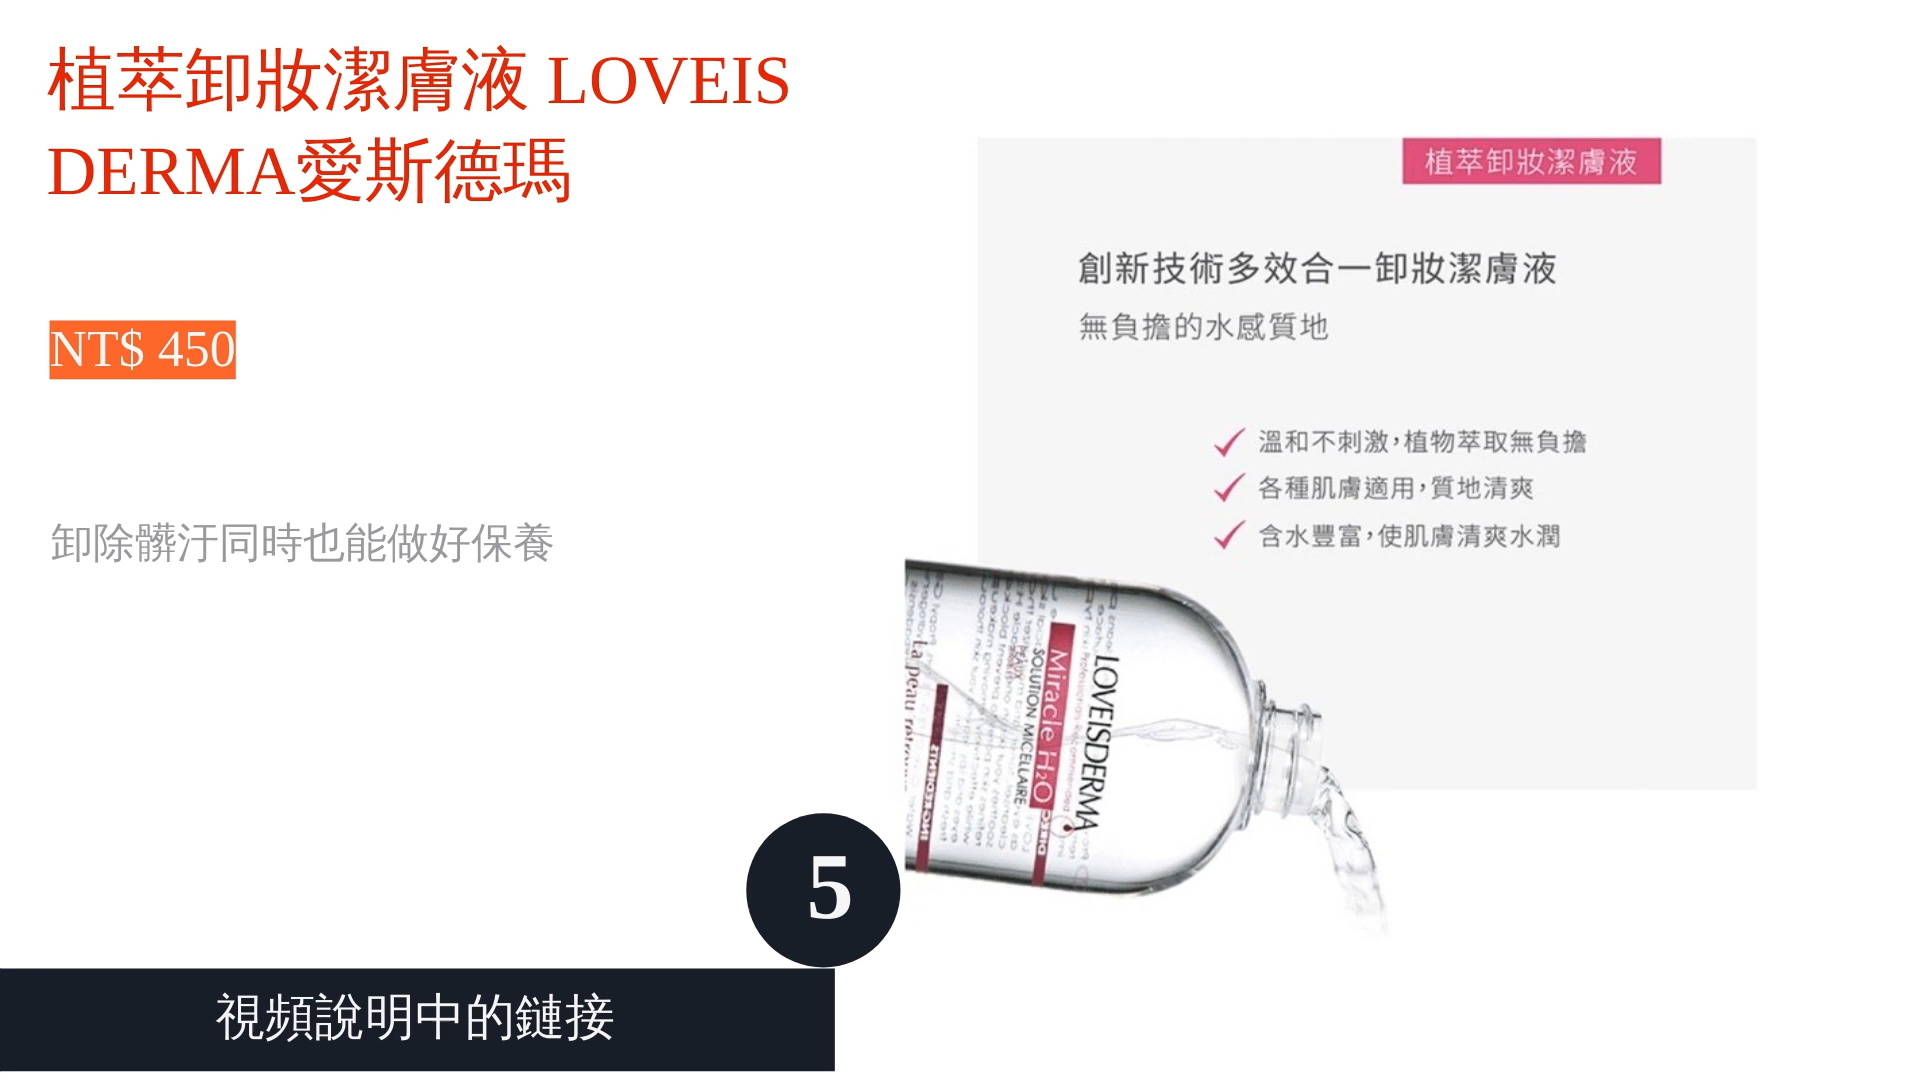 植萃卸妝潔膚液 LOVEIS
DERMA愛斯德瑪
NT$ 450
卸除髒汙同時也能做好保養
植萃卸妝潔膚液
創新技術多效合一卸妝潔膚液
無負擔的水感質地
溫和不刺激,植物萃取無負擔
各種肌膚適用,質地清爽
含水豐富,使肌膚清爽水潤
LOVEISDERMA
Professionals Recommended
Miracle H₂O
SOLUTION MICELLAIRE
La peau
INGREDIENTS
5
視頻說明中的鏈接